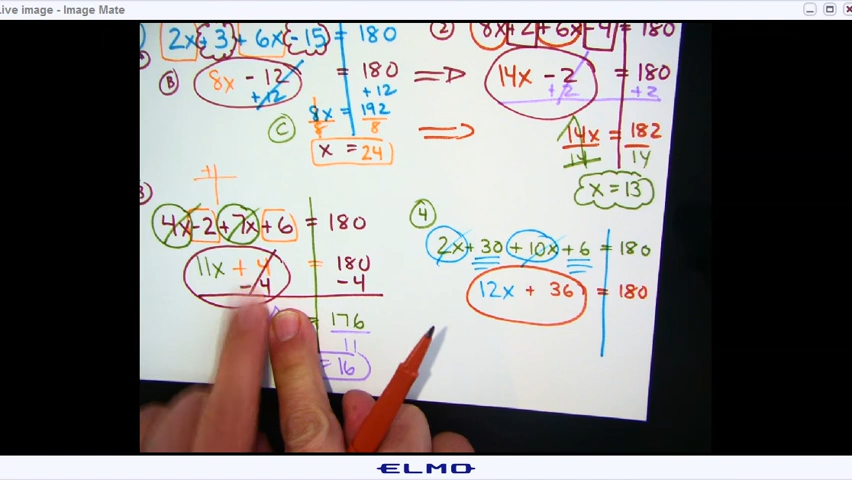 Live image - Image Mate
2x + 3 + 6x - 15 = 180
B 8x - 12 = 180
+12 +12
C 8x = 192
8 8
x = 24
2 8x + 2 + 6x - 4 = 180
14x - 2 = 180
+2 +2
14x = 182
14 14
x = 13
3 4x - 2 + 7x + 6 = 180
11x + 4 = 180
-4 -4
= 176
11
= 16
4
2x + 30 + 10x + 6 = 180
12x + 36 = 180
ELMO